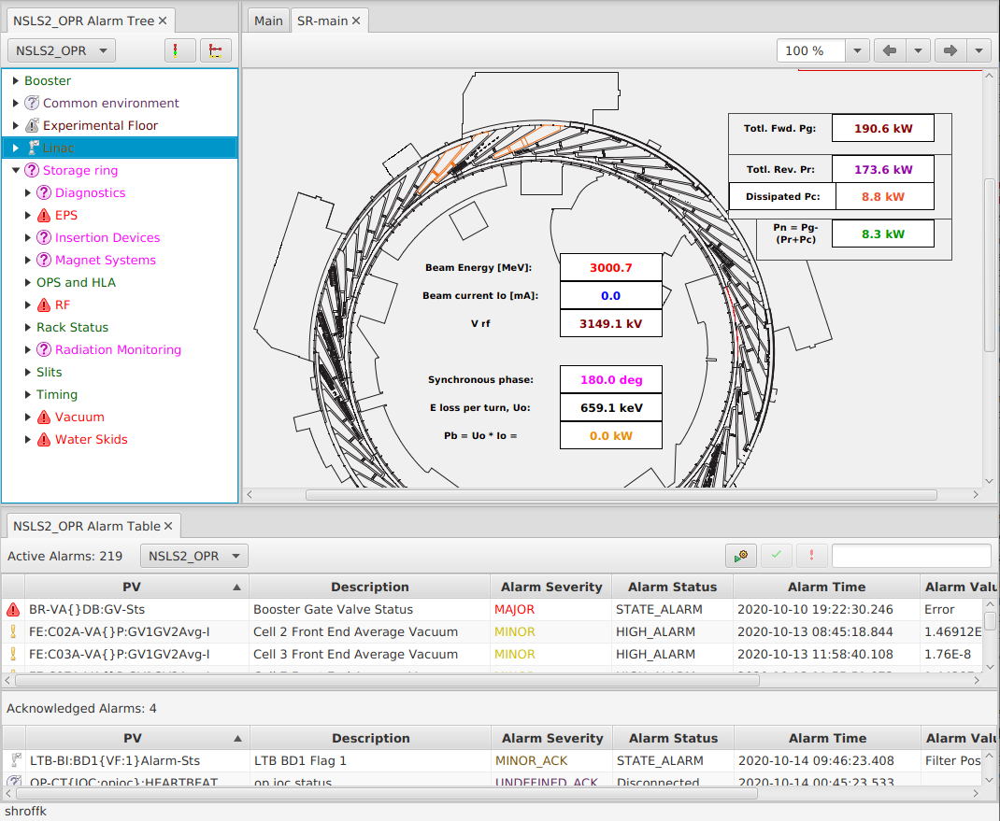 NSLS2_OPR Alarm Tree
NSLS2_OPR
Booster
Common environment
Experimental Floor
Linac
Storage ring
Diagnostics
EPS
Insertion Devices
Magnet Systems
OPS and HLA
RF
Rack Status
Radiation Monitoring
Slits
Timing
Vacuum
Water Skids
Main SR-main
100 %
Totl. Fwd. Pg: 190.6 kW
Totl. Rev. Pr: 173.6 kW
Dissipated Pc: 8.8 kW
Pn = Pg-
(Pr+Pc) 8.3 kW
Beam Energy [MeV]: 3000.7
Beam current Io [mA]: 0.0
V rf 3149.1 kV
Synchronous phase: 180.0 deg
E loss per turn, Uo: 659.1 keV
Pb = Uo * Io = 0.0 kW
NSLS2_OPR Alarm Table
Active Alarms: 219 NSLS2_OPR
PV Description Alarm Severity Alarm Status Alarm Time Alarm Valu
BR-VA{}DB:GV-Sts Booster Gate Valve Status MAJOR STATE_ALARM 2020-10-10 19:22:30.246 Error
FE:C02A-VA{}P:GV1GV2Avg-I Cell 2 Front End Average Vacuum MINOR HIGH_ALARM 2020-10-13 08:45:18.844 1.46912E
FE:C03A-VA{}P:GV1GV2Avg-I Cell 3 Front End Average Vacuum MINOR HIGH_ALARM 2020-10-13 11:58:40.108 1.76E-8
Acknowledged Alarms: 4
PV Description Alarm Severity Alarm Status Alarm Time Alarm Valu
LTB-BI:BD1{VF:1}Alarm-Sts LTB BD1 Flag 1 MINOR_ACK STATE_ALARM 2020-10-14 09:46:23.408 Filter Pos
OP-CT{IOC:opioc}:HEARTBEAT op ioc status UNDEFINED_ACK Disconnected 2020-10-14 00:45:23.533
shroffk